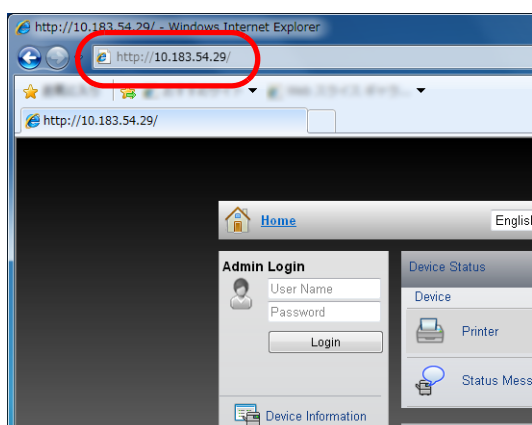 http://10.183.54.29/ - Windows Internet Explorer
http://10.183.54.29/
http://10.183.54.29/
Home
English
Admin Login
User Name
Password
Login
Device Information
Device Status
Device
Printer
Status Mess